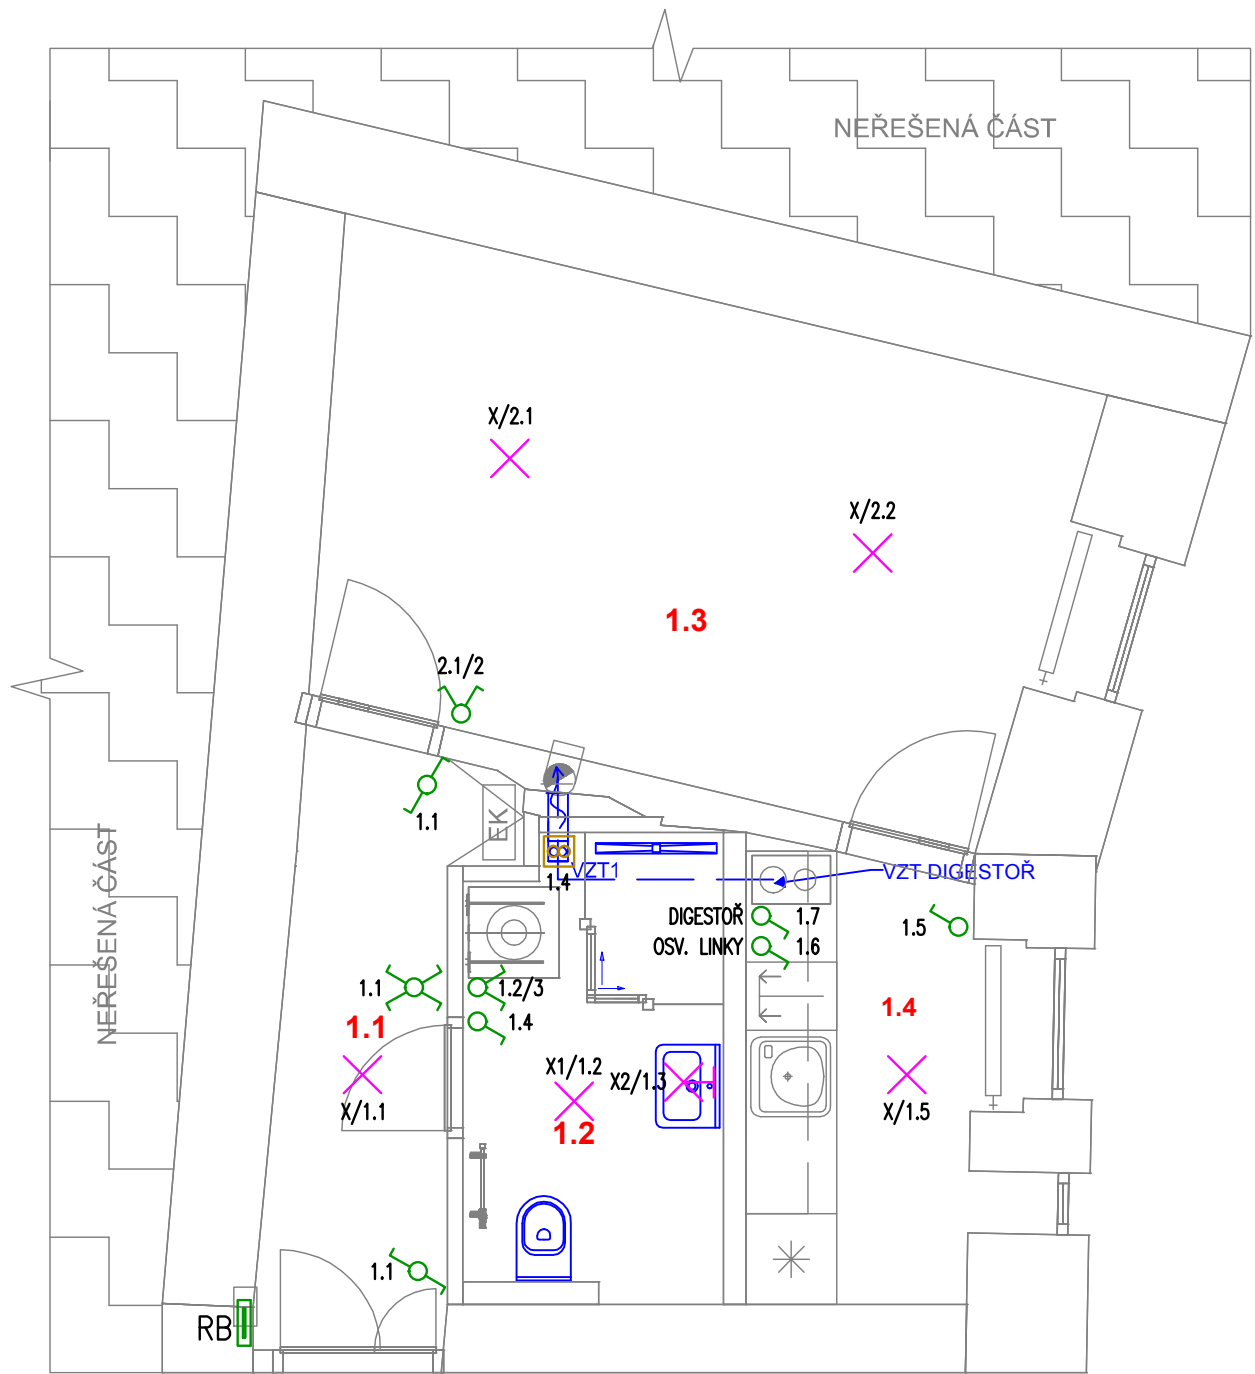 NEŘEŠENÁ ČÁST
X/2.1
X/2.2
1.3
2.1/2
1.1
EK
NEŘEŠENÁ ČÁST
VZT1
1.4
VZT DIGESTOŘ
DIGESTOŘ
1.7
OSV. LINKY
1.6
1.5
1.1
1.2/3
1.4
1.1
1.4
X1/1.2
X2/1.3
X/1.1
X/1.5
1.2
1.1
RB